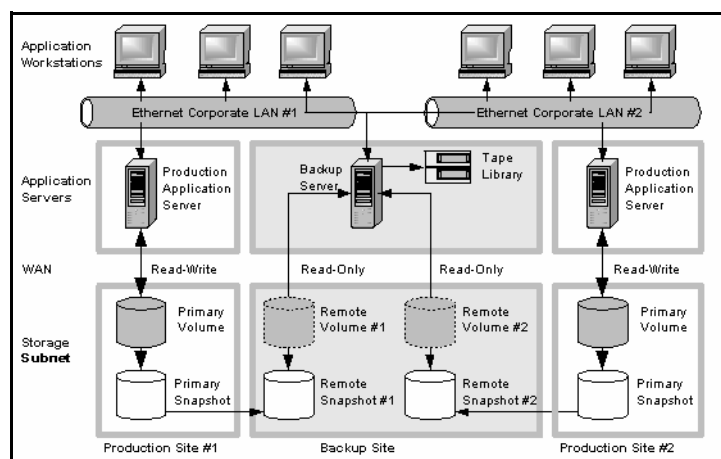 Application
Workstations
Ethernet Corporate LAN #1
Ethernet Corporate LAN #2
Application
Servers
Production
Application
Server
Backup
Server
Tape
Library
Production
Application
Server
WAN
Read-Write
Read-Only
Read-Only
Read-Write
Storage
Subnet
Primary
Volume
Remote
Volume #1
Remote
Volume #2
Primary
Volume
Primary
Snapshot
Remote
Snapshot #1
Remote
Snapshot #2
Primary
Snapshot
Production Site #1
Backup Site
Production Site #2